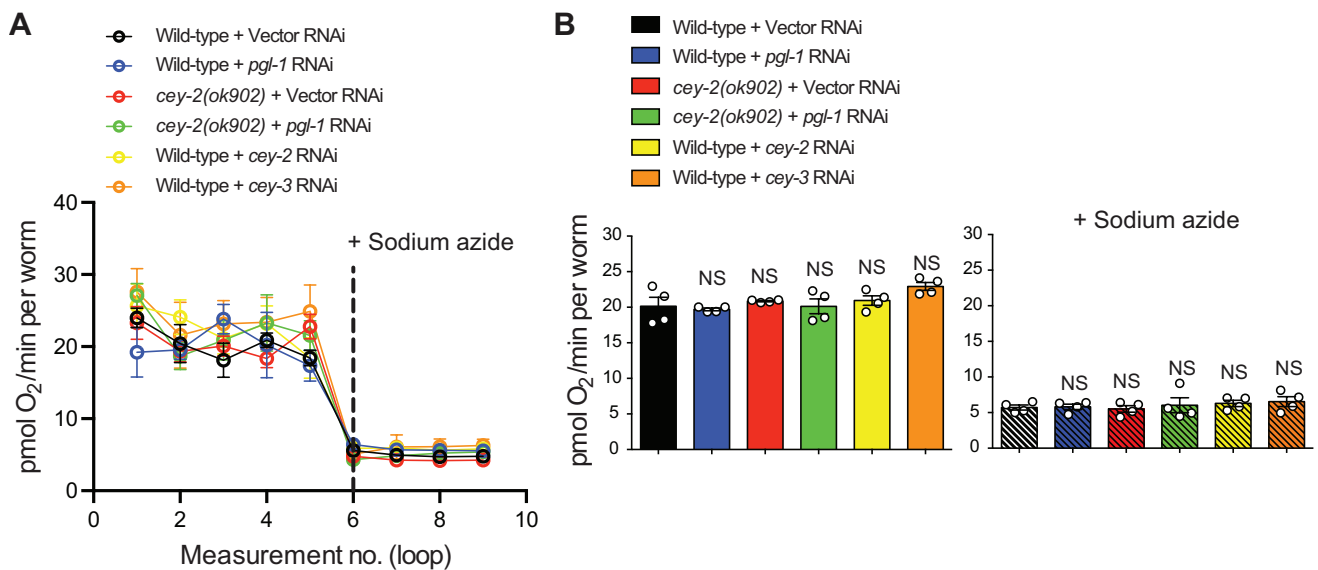 A
Wild-type + Vector RNAi
Wild-type + pgl-1 RNAi
cey-2(ok902) + Vector RNAi
cey-2(ok902) + pgl-1 RNAi
Wild-type + cey-2 RNAi
Wild-type + cey-3 RNAi
+ Sodium azide
pmol O2/min per worm
40
30
20
10
0
0 2 4 6 8 10
Measurement no. (loop)
B
Wild-type + Vector RNAi
Wild-type + pgl-1 RNAi
cey-2(ok902) + Vector RNAi
cey-2(ok902) + pgl-1 RNAi
Wild-type + cey-2 RNAi
Wild-type + cey-3 RNAi
pmol O2/min per worm
30
25
20
15
10
5
0
NS NS NS NS NS
+ Sodium azide
30
25
20
15
10
5
0
NS NS NS NS NS